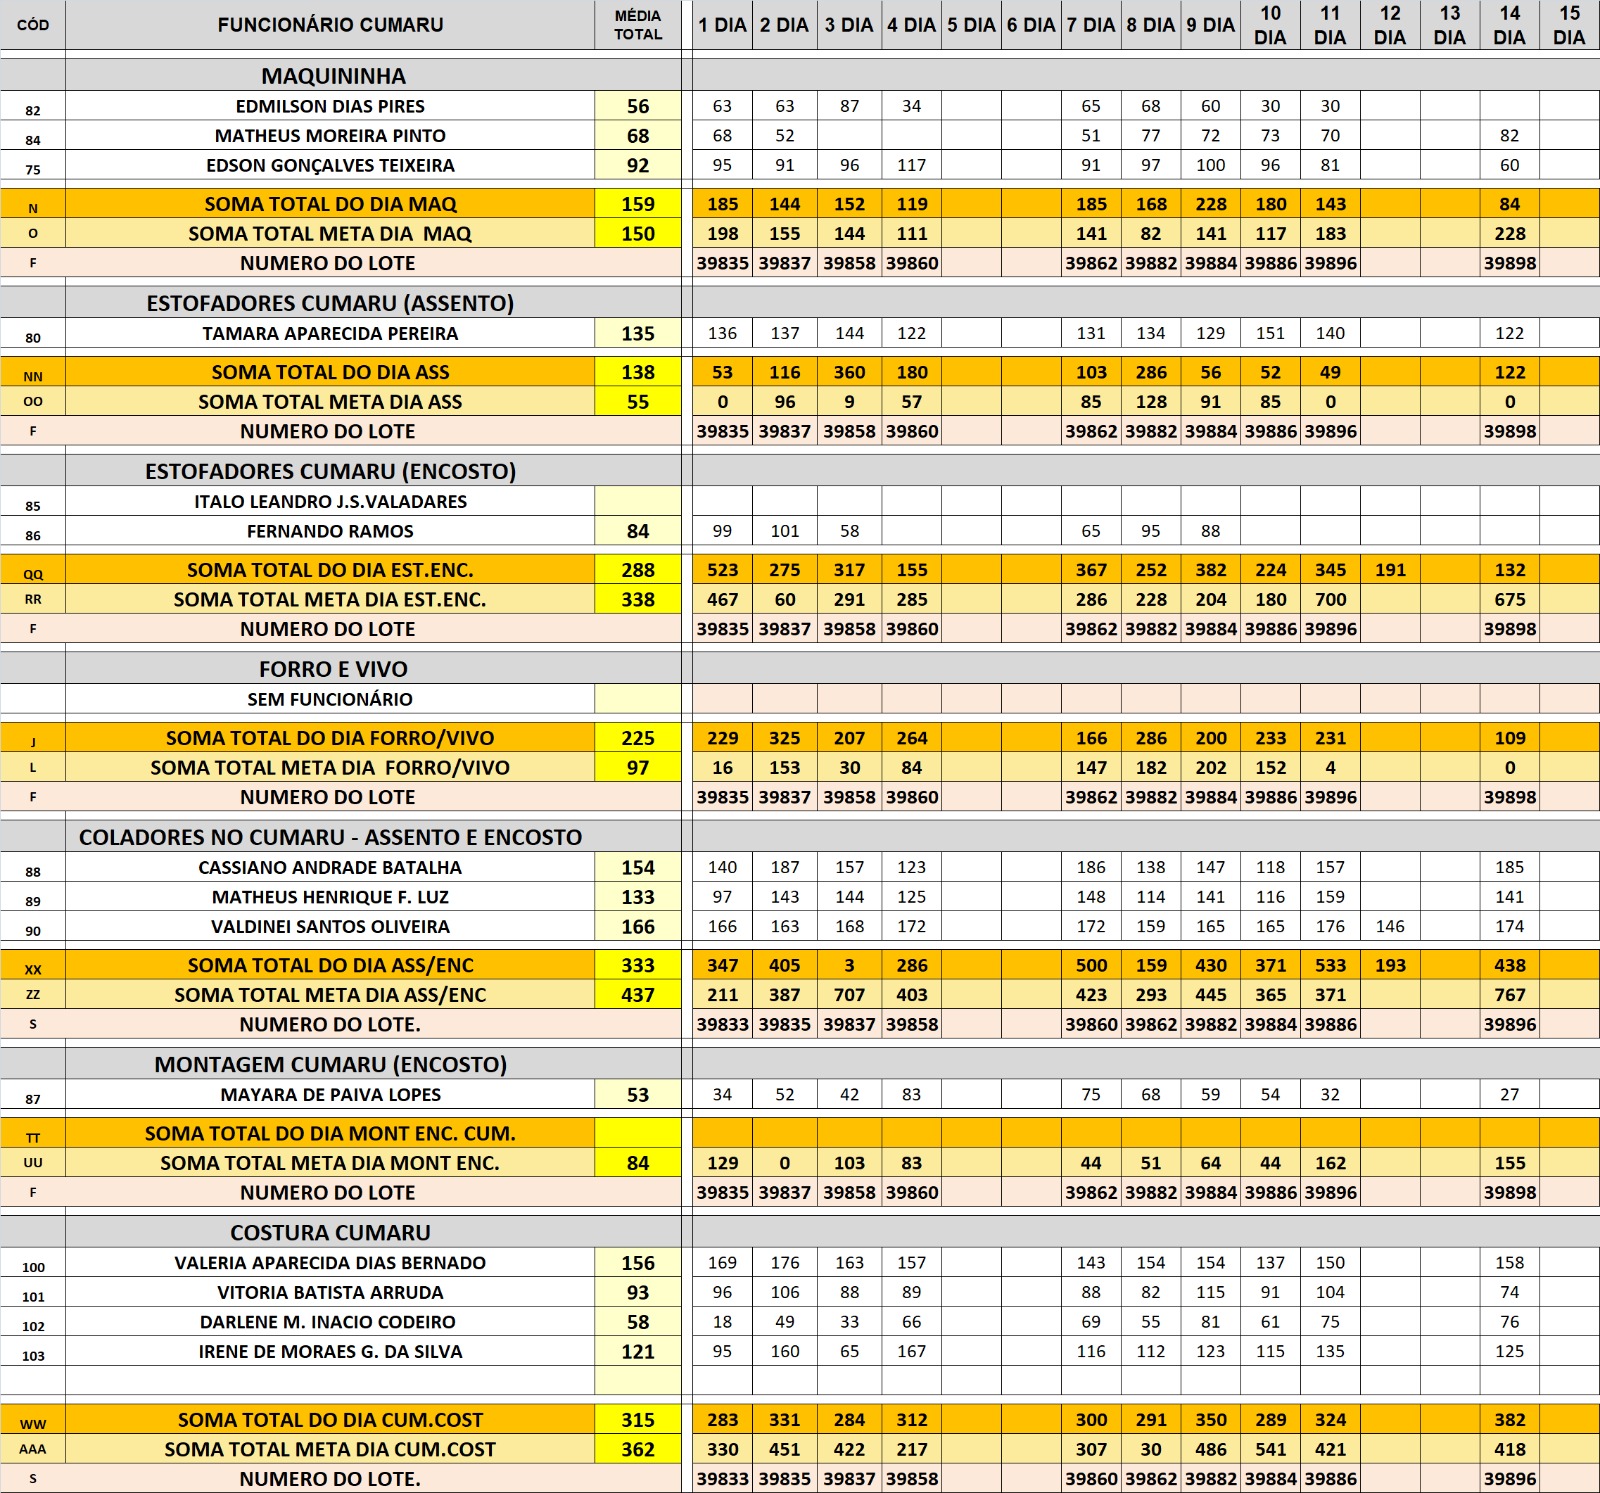 CÓD FUNCIONÁRIO CUMARU MÉDIA TOTAL 1 DIA 2 DIA 3 DIA 4 DIA 5 DIA 6 DIA 7 DIA 8 DIA 9 DIA 10 DIA 11 DIA 12 DIA 13 DIA 14 DIA 15 DIA
MAQUININHA
82 EDMILSON DIAS PIRES 56 63 63 87 34 65 68 60 30 30
84 MATHEUS MOREIRA PINTO 68 68 52 51 77 72 73 70 82
75 EDSON GONÇALVES TEIXEIRA 92 95 91 96 117 91 97 100 96 81 60
N SOMA TOTAL DO DIA MAQ 159 185 144 152 119 185 168 228 180 143 84
O SOMA TOTAL META DIA MAQ 150 198 155 144 111 141 82 141 117 183 228
F NUMERO DO LOTE 39835 39837 39858 39860 39862 39882 39884 39886 39896 39898
ESTOFADORES CUMARU (ASSENTO)
80 TAMARA APARECIDA PEREIRA 135 136 137 144 122 131 134 129 151 140 122
NN SOMA TOTAL DO DIA ASS 138 53 116 360 180 103 286 56 52 49 122
OO SOMA TOTAL META DIA ASS 55 0 96 9 57 85 128 91 85 0 0
F NUMERO DO LOTE 39835 39837 39858 39860 39862 39882 39884 39886 39896 39898
ESTOFADORES CUMARU (ENCOSTO)
85 ITALO LEANDRO J.S.VALADARES
86 FERNANDO RAMOS 84 99 101 58 65 95 88
QQ SOMA TOTAL DO DIA EST.ENC. 288 523 275 317 155 367 252 382 224 345 191 132
RR SOMA TOTAL META DIA EST.ENC. 338 467 60 291 285 286 228 204 180 700 675
F NUMERO DO LOTE 39835 39837 39858 39860 39862 39882 39884 39886 39896 39898
FORRO E VIVO
SEM FUNCIONÁRIO
J SOMA TOTAL DO DIA FORRO/VIVO 225 229 325 207 264 166 286 200 233 231 109
L SOMA TOTAL META DIA FORRO/VIVO 97 16 153 30 84 147 182 202 152 4 0
F NUMERO DO LOTE 39835 39837 39858 39860 39862 39882 39884 39886 39896 39898
COLADORES NO CUMARU - ASSENTO E ENCOSTO
88 CASSIANO ANDRADE BATALHA 154 140 187 157 123 186 138 147 118 157 185
89 MATHEUS HENRIQUE F. LUZ 133 97 143 144 125 148 114 141 116 159 141
90 VALDINEI SANTOS OLIVEIRA 166 166 163 168 172 172 159 165 165 176 146 174
XX SOMA TOTAL DO DIA ASS/ENC 333 347 405 3 286 500 159 430 371 533 193 438
ZZ SOMA TOTAL META DIA ASS/ENC 437 211 387 707 403 423 293 445 365 371 767
S NUMERO DO LOTE. 39833 39835 39837 39858 39860 39862 39882 39884 39886 39896
MONTAGEM CUMARU (ENCOSTO)
87 MAYARA DE PAIVA LOPES 53 34 52 42 83 75 68 59 54 32 27
TT SOMA TOTAL DO DIA MONT ENC. CUM.
UU SOMA TOTAL META DIA MONT ENC. 84 129 0 103 83 44 51 64 44 162 155
F NUMERO DO LOTE 39835 39837 39858 39860 39862 39882 39884 39886 39896 39898
COSTURA CUMARU
100 VALERIA APARECIDA DIAS BERNADO 156 169 176 163 157 143 154 154 137 150 158
101 VITORIA BATISTA ARRUDA 93 96 106 88 89 88 82 115 91 104 74
102 DARLENE M. INACIO CODEIRO 58 18 49 33 66 69 55 81 61 75 76
103 IRENE DE MORAES G. DA SILVA 121 95 160 65 167 116 112 123 115 135 125
WW SOMA TOTAL DO DIA CUM.COST 315 283 331 284 312 300 291 350 289 324 382
AAA SOMA TOTAL META DIA CUM.COST 362 330 451 422 217 307 30 486 541 421 418
S NUMERO DO LOTE. 39833 39835 39837 39858 39860 39862 39882 39884 39886 39896